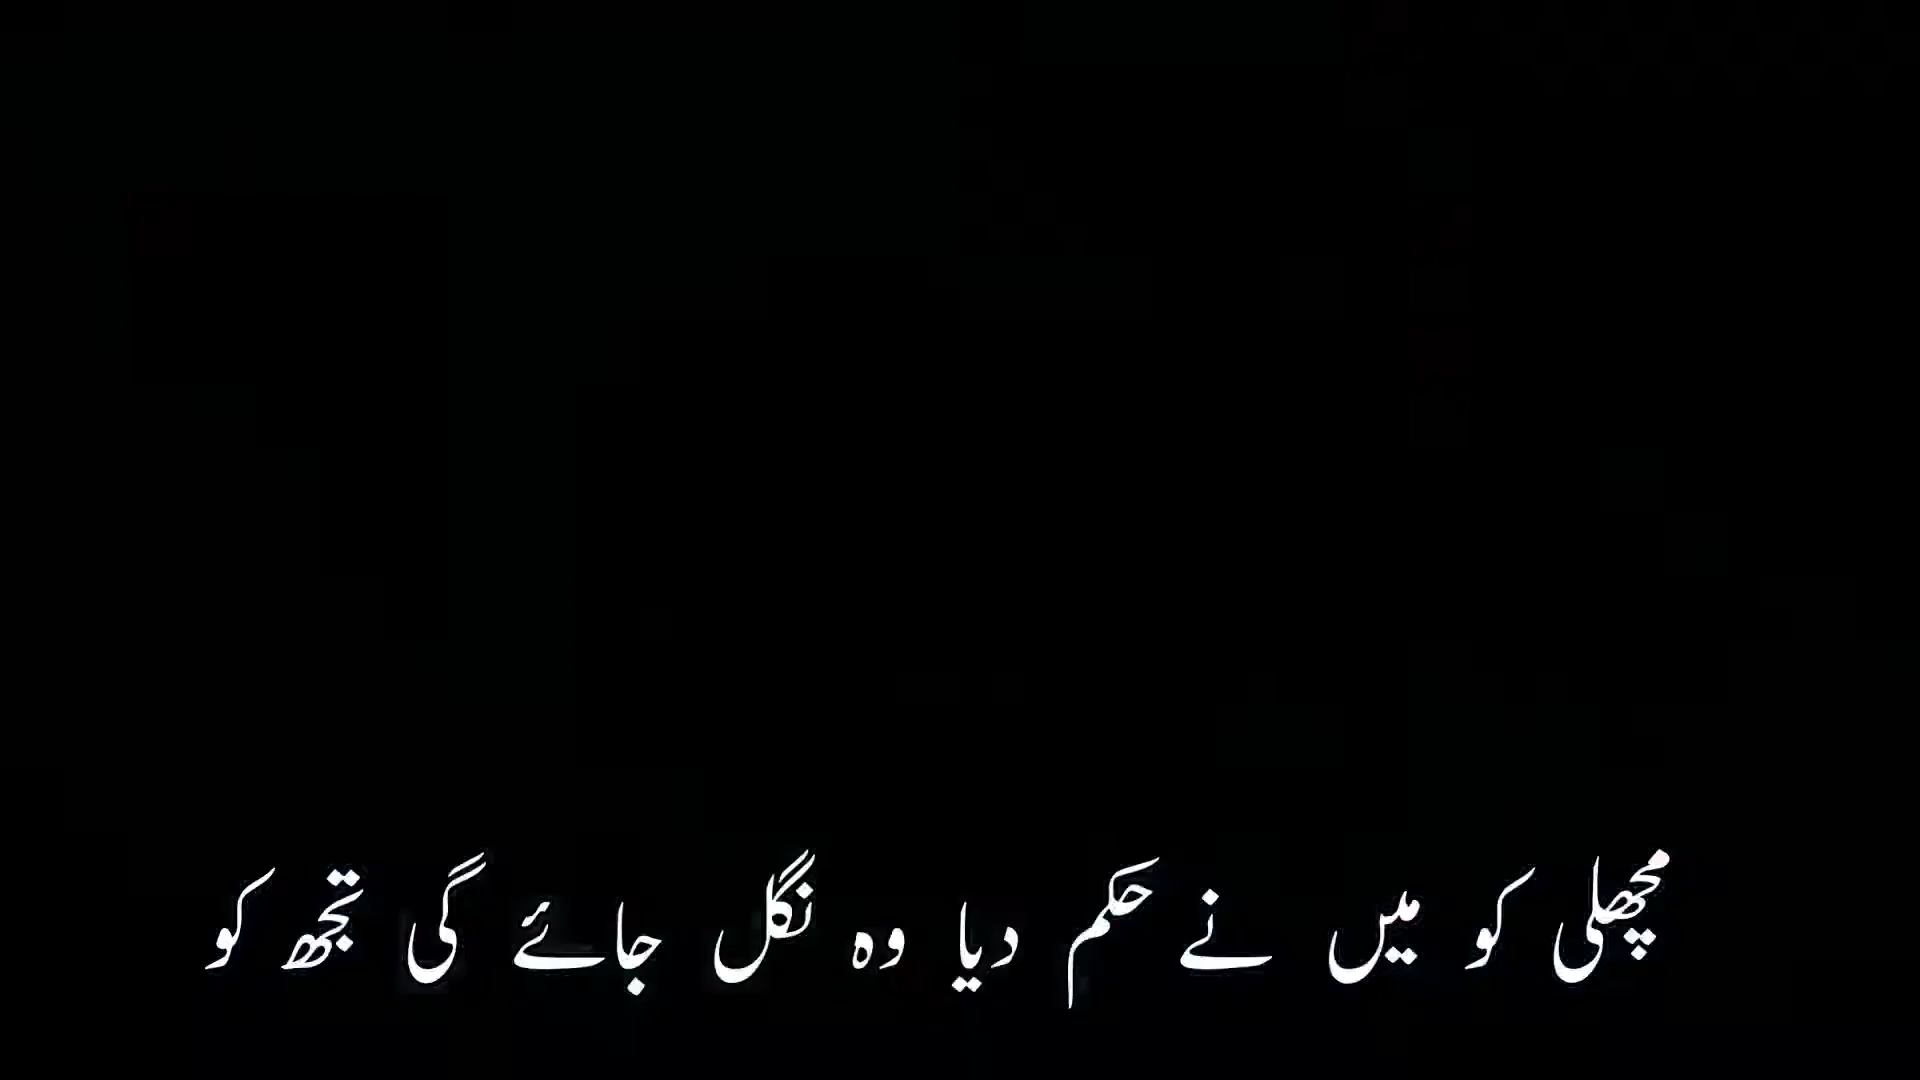 مچھلی کو میں نے حکم دیا وہ نگل جائے گی تجھ کو